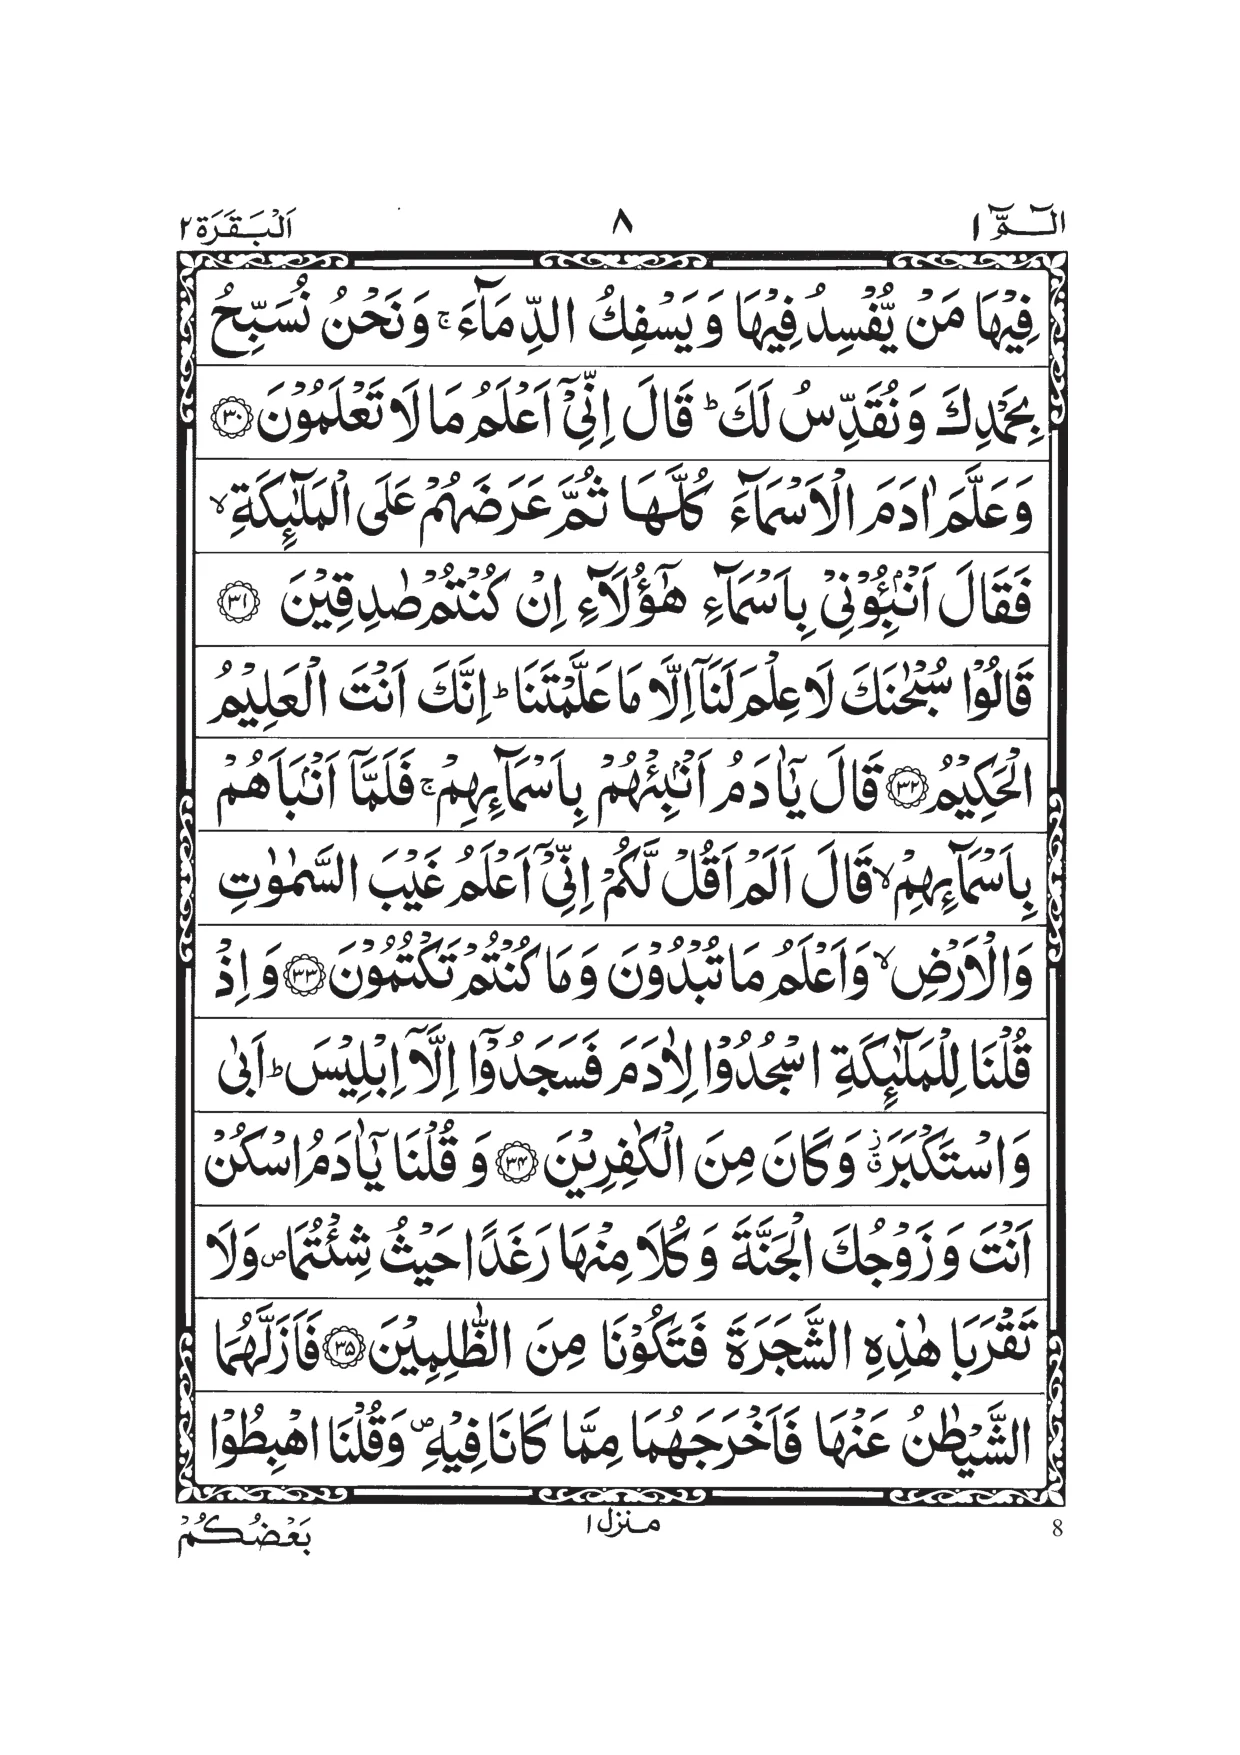 الٓـمّٓ ١
٨
اَلْبَقَرَة ٢
فِيْهَا مَنْ يُّفْسِدُ فِيْهَا وَ يَسْفِكُ الدِّمَآءَ ۚ وَ نَحْنُ نُسَبِّحُ
بِحَمْدِكَ وَ نُقَدِّسُ لَكَ ؕ قَالَ اِنِّيْۤ اَعْلَمُ مَا لَا تَعْلَمُوْنَ ﴿۳۰﴾
وَ عَلَّمَ اٰدَمَ الْاَسْمَآءَ كُلَّهَا ثُمَّ عَرَضَهُمْ عَلَى الْمَلٰٓئِكَةِ ۙ
فَقَالَ اَنْۢبِـُٔوْنِيْ بِاَسْمَآءِ هٰۤؤُلَآءِ اِنْ كُنْتُمْ صٰدِقِيْنَ ﴿۳۱﴾
قَالُوْا سُبْحٰنَكَ لَا عِلْمَ لَنَاۤ اِلَّا مَا عَلَّمْتَنَا ؕ اِنَّكَ اَنْتَ الْعَلِيْمُ
الْحَكِيْمُ ﴿۳۲﴾ قَالَ يٰۤاٰدَمُ اَنْۢبِئْهُمْ بِاَسْمَآئِهِمْ ۚ فَلَمَّاۤ اَنْۢبَاَهُمْ
بِاَسْمَآئِهِمْ ۙ قَالَ اَلَمْ اَقُلْ لَّكُمْ اِنِّيْۤ اَعْلَمُ غَيْبَ السَّمٰوٰتِ
وَ الْاَرْضِ ۙ وَ اَعْلَمُ مَا تُبْدُوْنَ وَ مَا كُنْتُمْ تَكْتُمُوْنَ ﴿۳۳﴾ وَ اِذْ
قُلْنَا لِلْمَلٰٓئِكَةِ اسْجُدُوْا لِاٰدَمَ فَسَجَدُوْۤا اِلَّاۤ اِبْلِيْسَ ؕ اَبٰى
وَ اسْتَكْبَرَ ٘ۗ وَ كَانَ مِنَ الْكٰفِرِيْنَ ﴿۳۴﴾ وَ قُلْنَا يٰۤاٰدَمُ اسْكُنْ
اَنْتَ وَ زَوْجُكَ الْجَنَّةَ وَ كُلَا مِنْهَا رَغَدًا حَيْثُ شِئْتُمَا ۪ وَ لَا
تَقْرَبَا هٰذِهِ الشَّجَرَةَ فَتَكُوْنَا مِنَ الظّٰلِمِيْنَ ﴿۳۵﴾ فَاَزَلَّهُمَا
الشَّيْطٰنُ عَنْهَا فَاَخْرَجَهُمَا مِمَّا كَانَا فِيْهِ ۪ وَ قُلْنَا اهْبِطُوْا
8
منزل ١
بَعْضُكُمْ